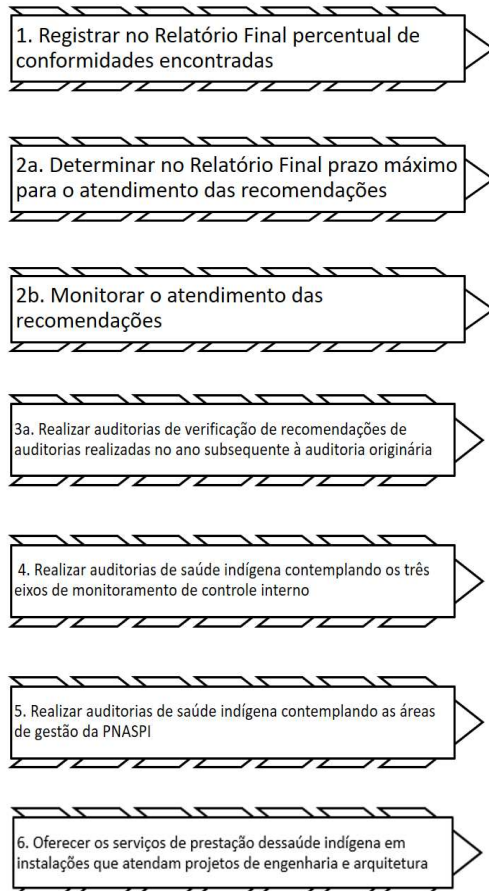 1. Registrar no Relatório Final percentual de
conformidades encontradas
2a. Determinar no Relatório Final prazo máximo
para o atendimento das recomendações
2b. Monitorar o atendimento das
recomendações
3a. Realizar auditorias de verificação de recomendações de
auditorias realizadas no ano subsequente à auditoria originária
4. Realizar auditorias de saúde indígena contemplando os três
eixos de monitoramento de controle interno
5. Realizar auditorias de saúde indígena contemplando as áreas
de gestão da PNASPI
6. Oferecer os serviços de prestação dessaúde indígena em
instalações que atendam projetos de engenharia e arquitetura